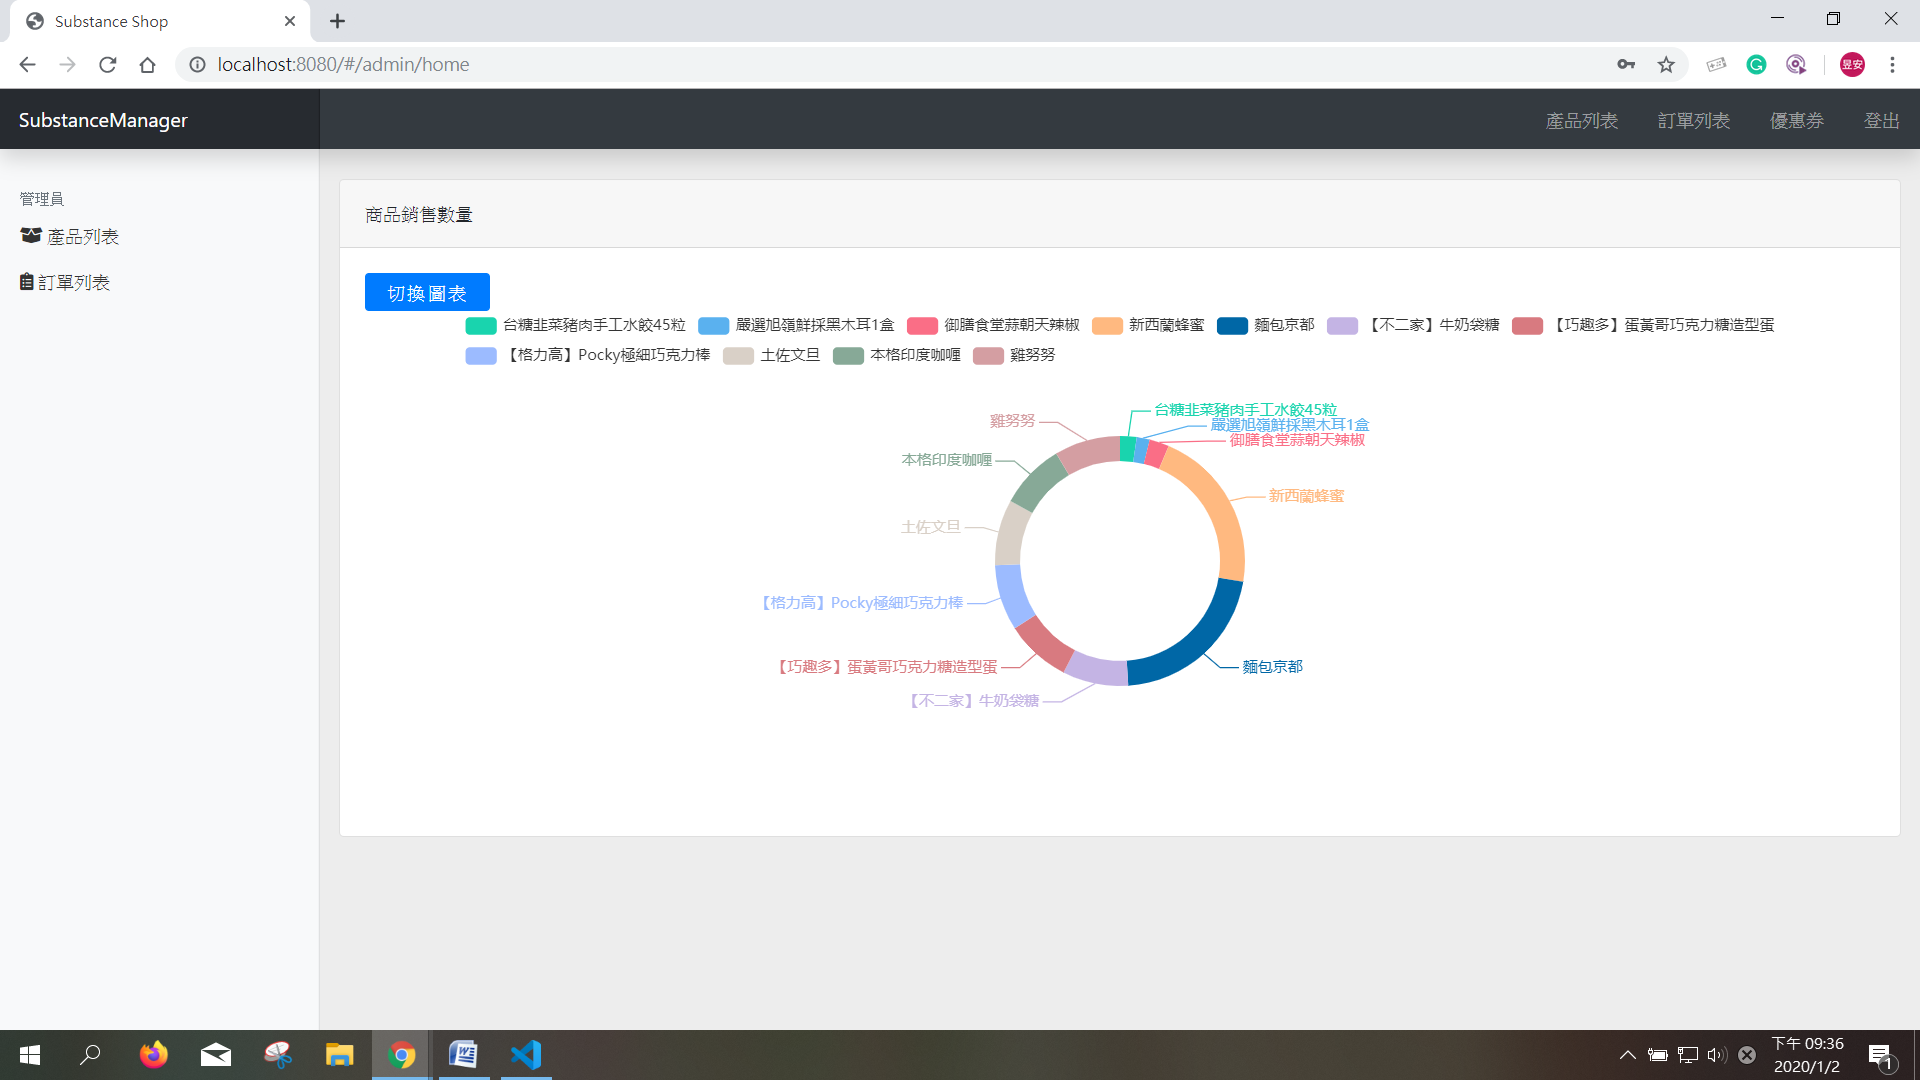 Substance Shop
localhost:8080/#/admin/home
昱安
SubstanceManager
產品列表 訂單列表 優惠券 登出
管理員
產品列表
訂單列表
商品銷售數量
切換圖表
台糖韭菜豬肉手工水餃45粒 嚴選旭嶺鮮採黑木耳1盒 御膳食堂蒜朝天辣椒 新西蘭蜂蜜 麵包京都 【不二家】牛奶袋糖 【巧趣多】蛋黃哥巧克力糖造型蛋
【格力高】Pocky極細巧克力棒 土佐文旦 本格印度咖喱 雞努努
台糖韭菜豬肉手工水餃45粒
雞努努
嚴選旭嶺鮮採黑木耳1盒
御膳食堂蒜朝天辣椒
本格印度咖喱
新西蘭蜂蜜
土佐文旦
【格力高】Pocky極細巧克力棒
【巧趣多】蛋黃哥巧克力糖造型蛋
麵包京都
【不二家】牛奶袋糖
下午 09:36
2020/1/2
1